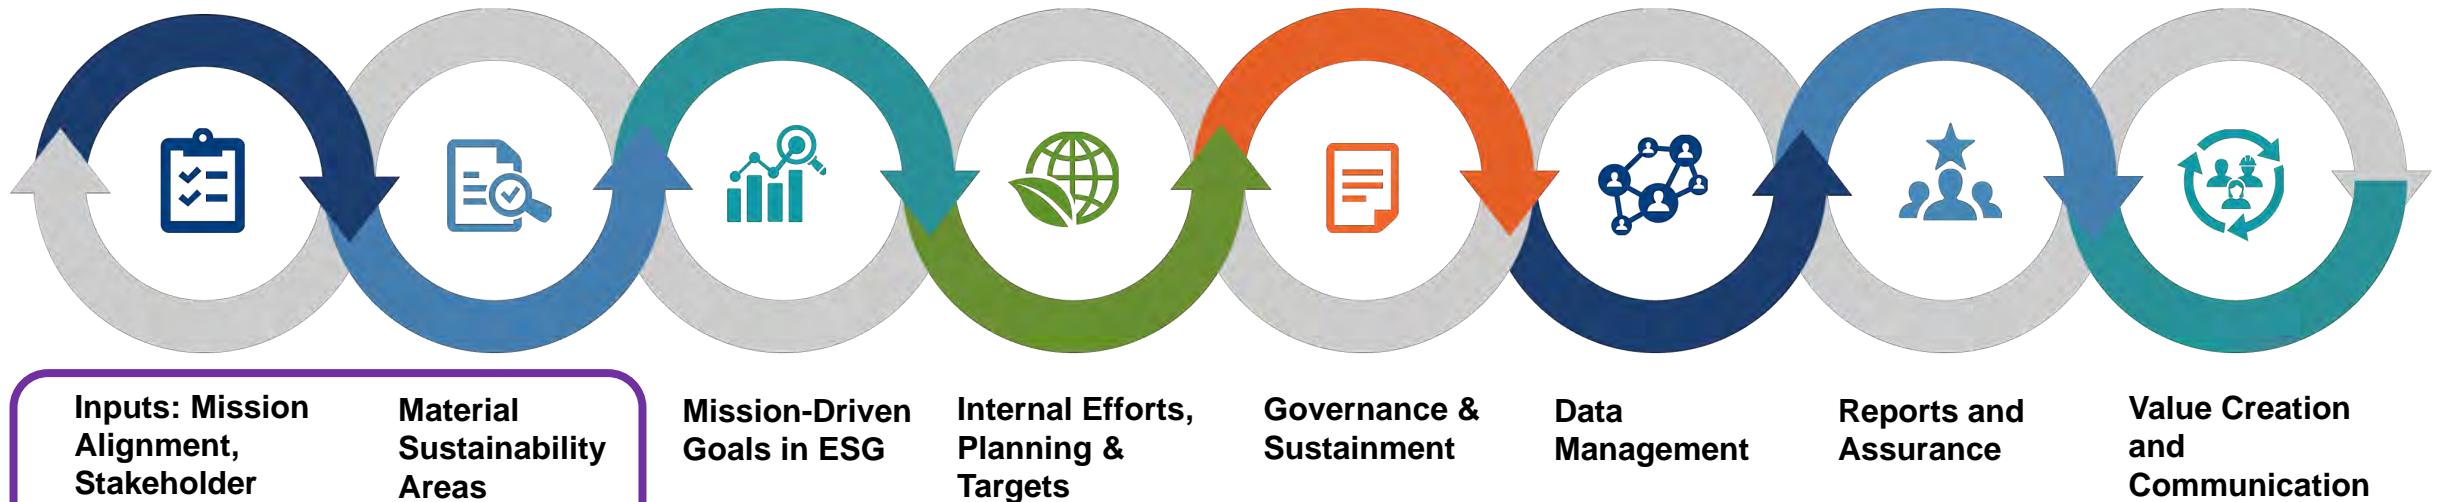 Inputs: Mission
Alignment,
Stakeholder
Material
Sustainability
Areas
Mission-Driven
Goals in ESG
Internal Efforts,
Planning &
Targets
Governance &
Sustainment
Data
Management
Reports and
Assurance
Value Creation
and
Communication